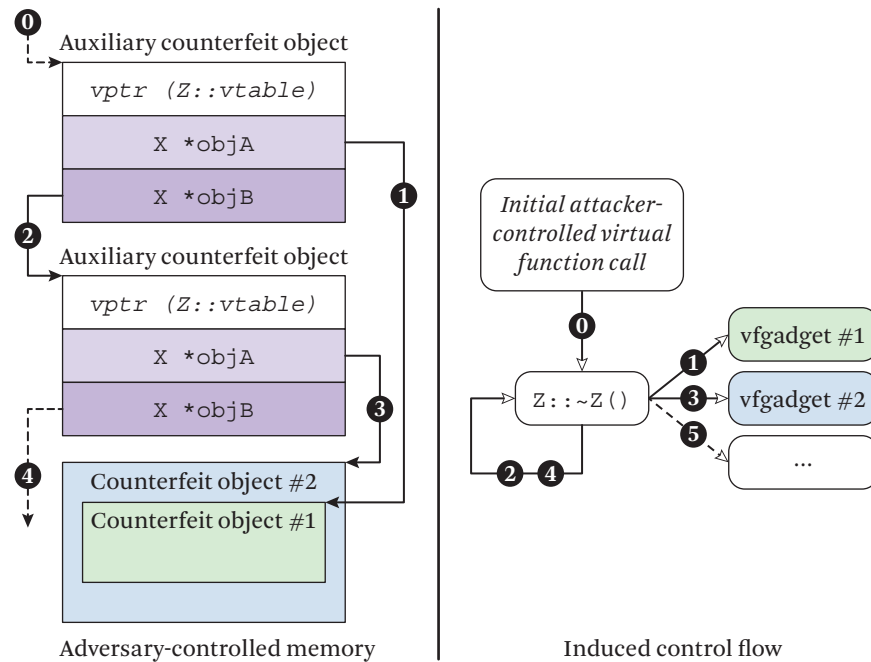 0
Auxiliary counterfeit object
vptr (Z::vtable)
X *objA
1
X *objB
2
Auxiliary counterfeit object
vptr (Z::vtable)
X *objA
3
X *objB
4
Counterfeit object #2
Counterfeit object #1
Adversary-controlled memory
Initial attacker-
controlled virtual
function call
0
vfgadget #1
1
Z::~Z()
3
vfgadget #2
5
2 4
...
Induced control flow